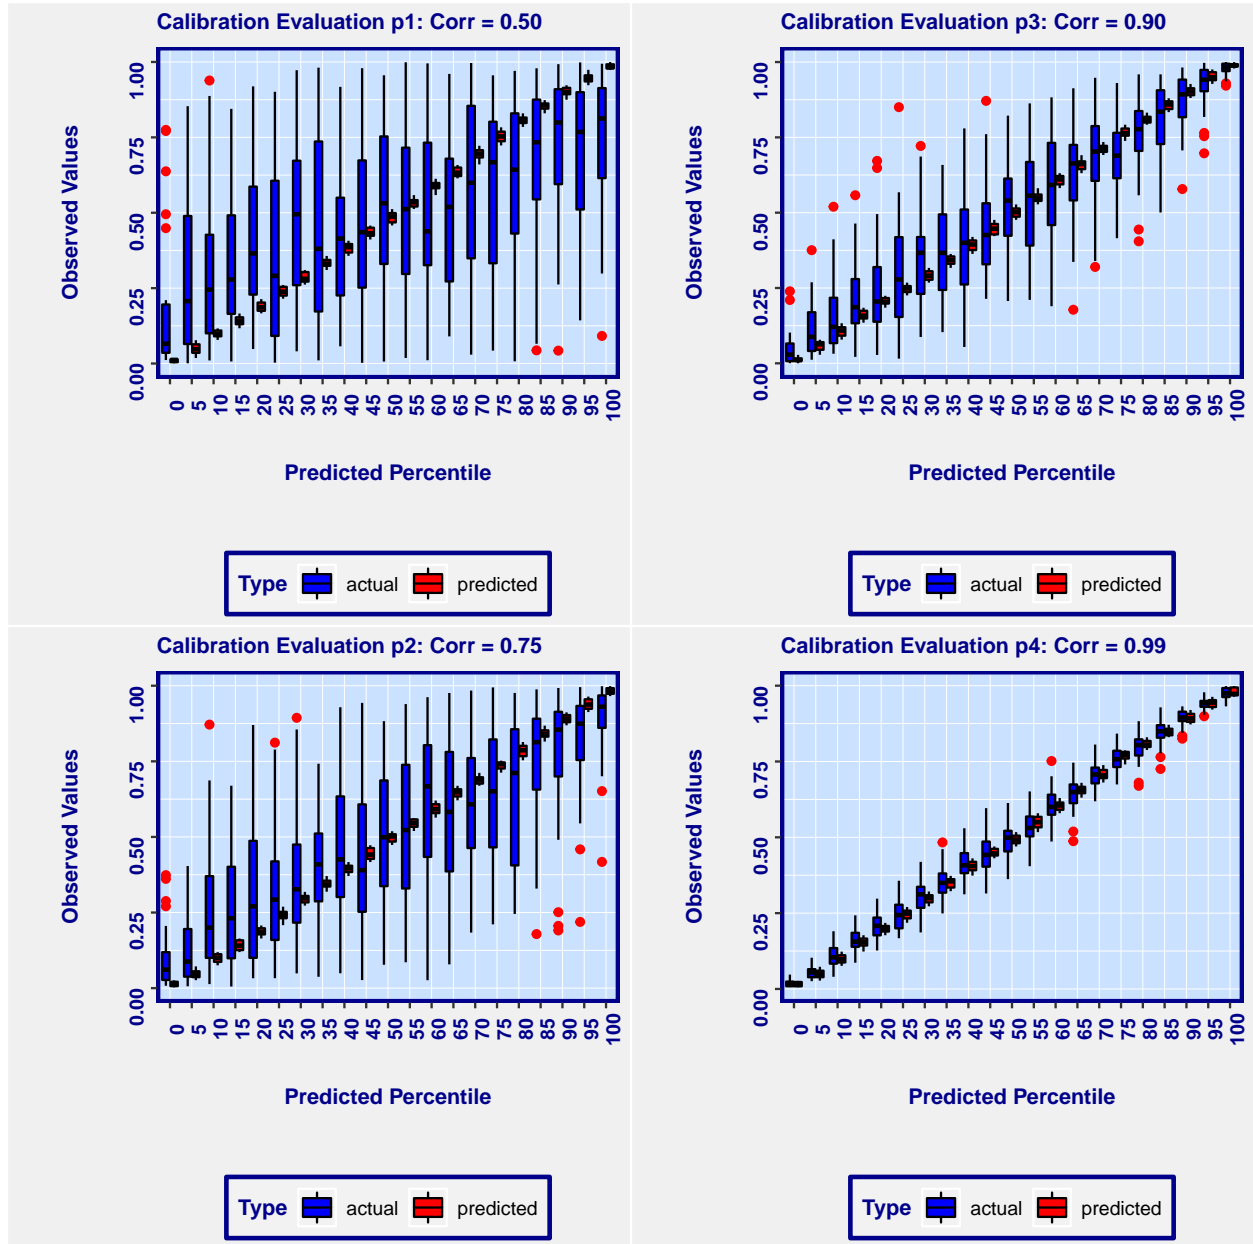 Calibration Evaluation p1: Corr = 0.50
Observed Values
1.00
0.75
0.50
0.25
0.00
0 5 10 15 20 25 30 35 40 45 50 55 60 65 70 75 80 85 90 95 100
Predicted Percentile
Type actual predicted
Calibration Evaluation p3: Corr = 0.90
Observed Values
1.00
0.75
0.50
0.25
0.00
0 5 10 15 20 25 30 35 40 45 50 55 60 65 70 75 80 85 90 95 100
Predicted Percentile
Type actual predicted
Calibration Evaluation p2: Corr = 0.75
Observed Values
1.00
0.75
0.50
0.25
0.00
0 5 10 15 20 25 30 35 40 45 50 55 60 65 70 75 80 85 90 95 100
Predicted Percentile
Type actual predicted
Calibration Evaluation p4: Corr = 0.99
Observed Values
1.00
0.75
0.50
0.25
0.00
0 5 10 15 20 25 30 35 40 45 50 55 60 65 70 75 80 85 90 95 100
Predicted Percentile
Type actual predicted